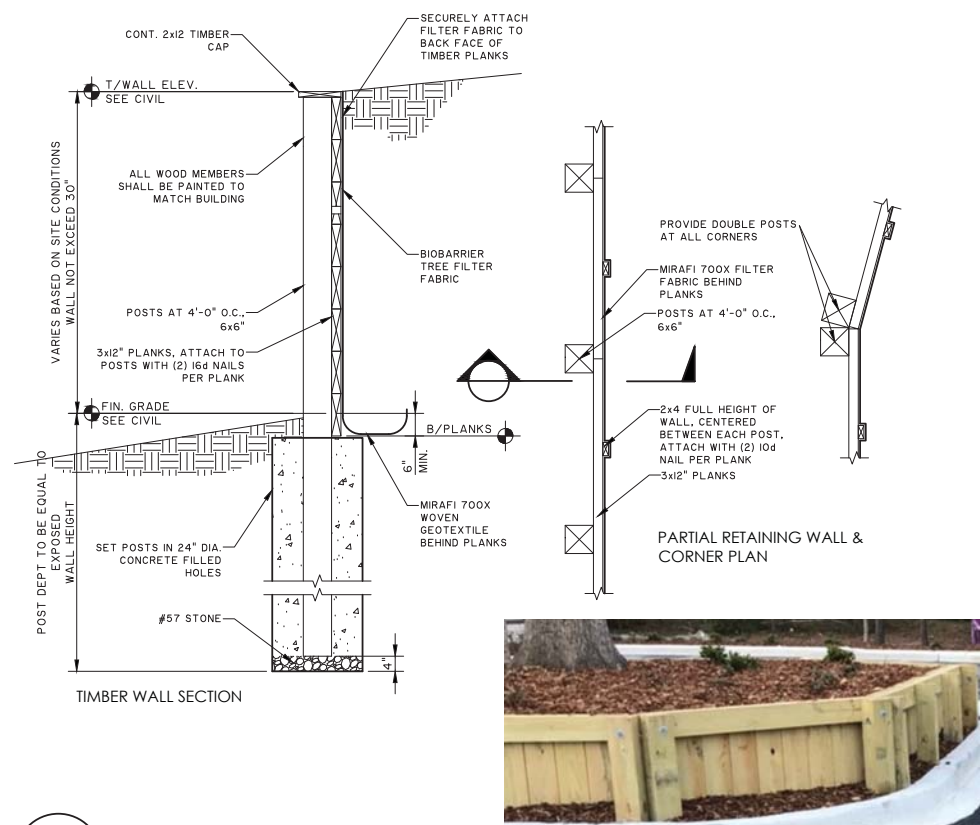 CONT. 2x12 TIMBER
CAP
SECURELY ATTACH
FILTER FABRIC TO
BACK FACE OF
TIMBER PLANKS
T/WALL ELEV.
SEE CIVIL
VARIES BASED ON SITE CONDITIONS
WALL NOT EXCEED 30"
ALL WOOD MEMBERS
SHALL BE PAINTED TO
MATCH BUILDING
BIOBARRIER
TREE FILTER
FABRIC
POSTS AT 4'-0" O.C.,
6x6"
3x12" PLANKS, ATTACH TO
POSTS WITH (2) 16d NAILS
PER PLANK
FIN. GRADE
SEE CIVIL
B/PLANKS
6"
MIN.
POST DEPT TO BE EQUAL TO
EXPOSED
WALL HEIGHT
MIRAFI 700X
WOVEN
GEOTEXTILE
BEHIND PLANKS
SET POSTS IN 24" DIA.
CONCRETE FILLED
HOLES
#57 STONE
4"
TIMBER WALL SECTION
PROVIDE DOUBLE POSTS
AT ALL CORNERS
MIRAFI 700X FILTER
FABRIC BEHIND
PLANKS
POSTS AT 4'-0" O.C.,
6x6"
2x4 FULL HEIGHT OF
WALL, CENTERED
BETWEEN EACH POST,
ATTACH WITH (2) 10d
NAIL PER PLANK
3x12" PLANKS
PARTIAL RETAINING WALL &
CORNER PLAN